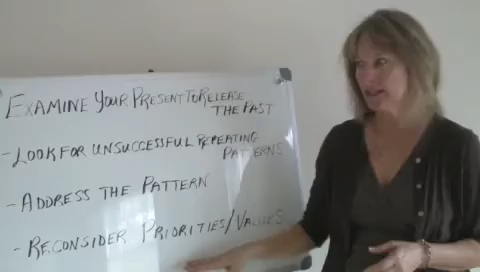 EXAMINE YOUR PRESENT TO RELEASE
THE PAST
- LOOK FOR UNSUCCESSFUL REPEATING
PATTERNS
- ADDRESS THE PATTERN
- RECONSIDER PRIORITIES/VALUES